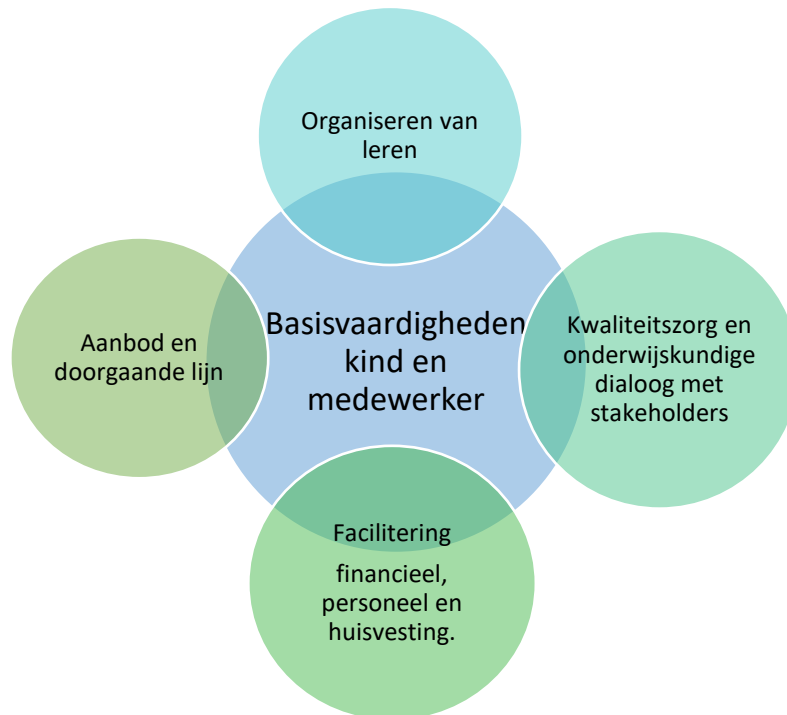 Organiseren van
leren
Basisvaardigheden
kind en
medewerker
Aanbod en
doorgaande lijn
Kwaliteitszorg en
onderwijskundige
dialoog met
stakeholders
Facilitering
financieel,
personeel en
huisvesting.